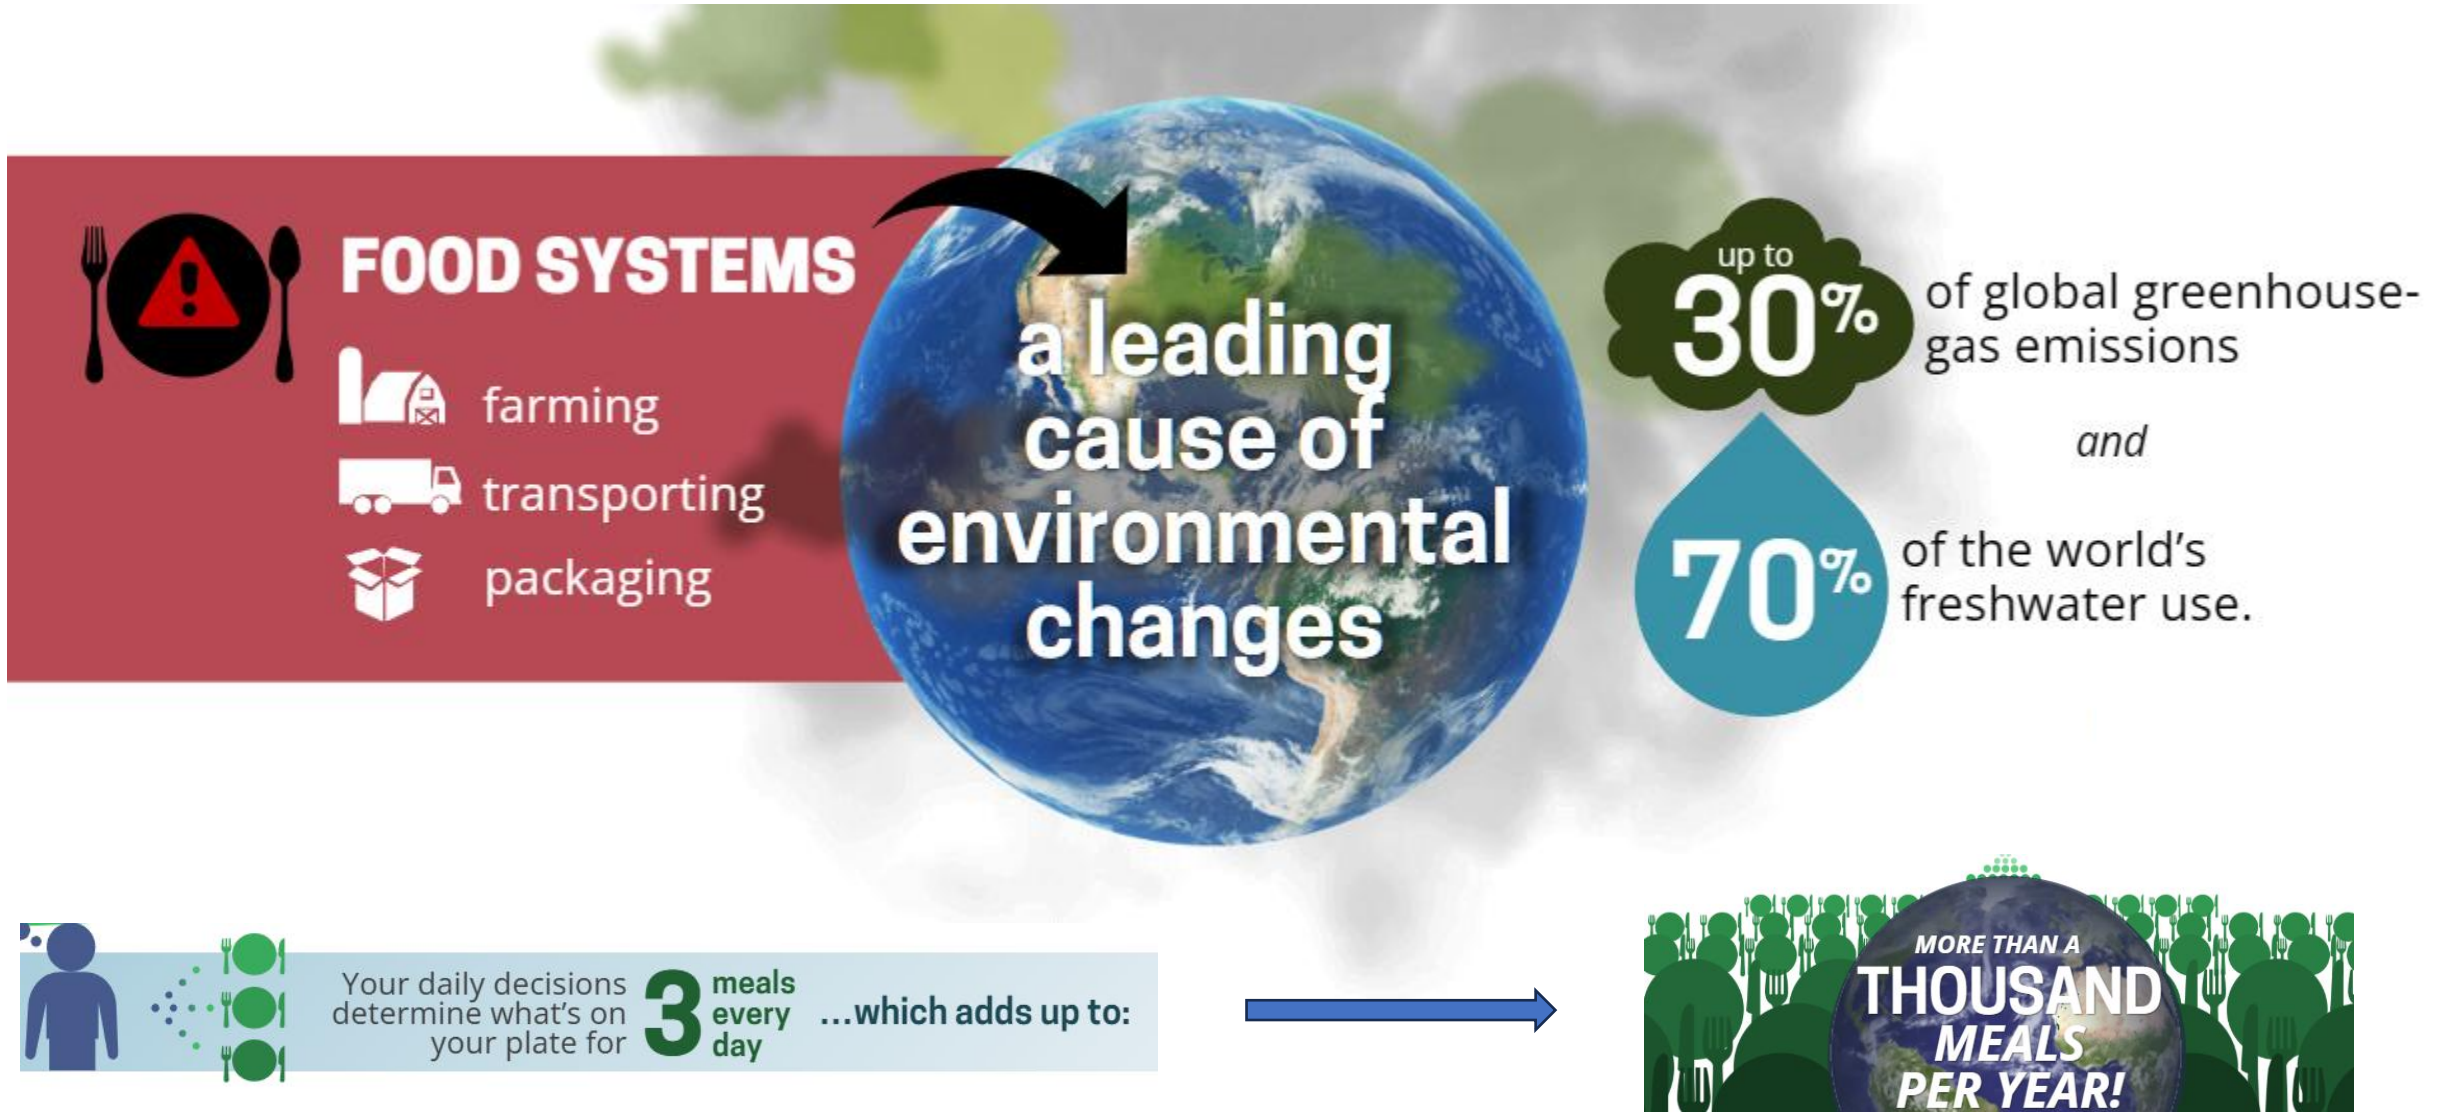 FOOD SYSTEMS
farming
transporting
packaging
a leading
cause of
environmental
changes
up to
30%
of global greenhouse-
gas emissions
and
70%
of the world's
freshwater use.
Your daily decisions
determine what's on
your plate for
3
meals
every
day
...which adds up to:
MORE THAN A
THOUSAND
MEALS
PER YEAR!